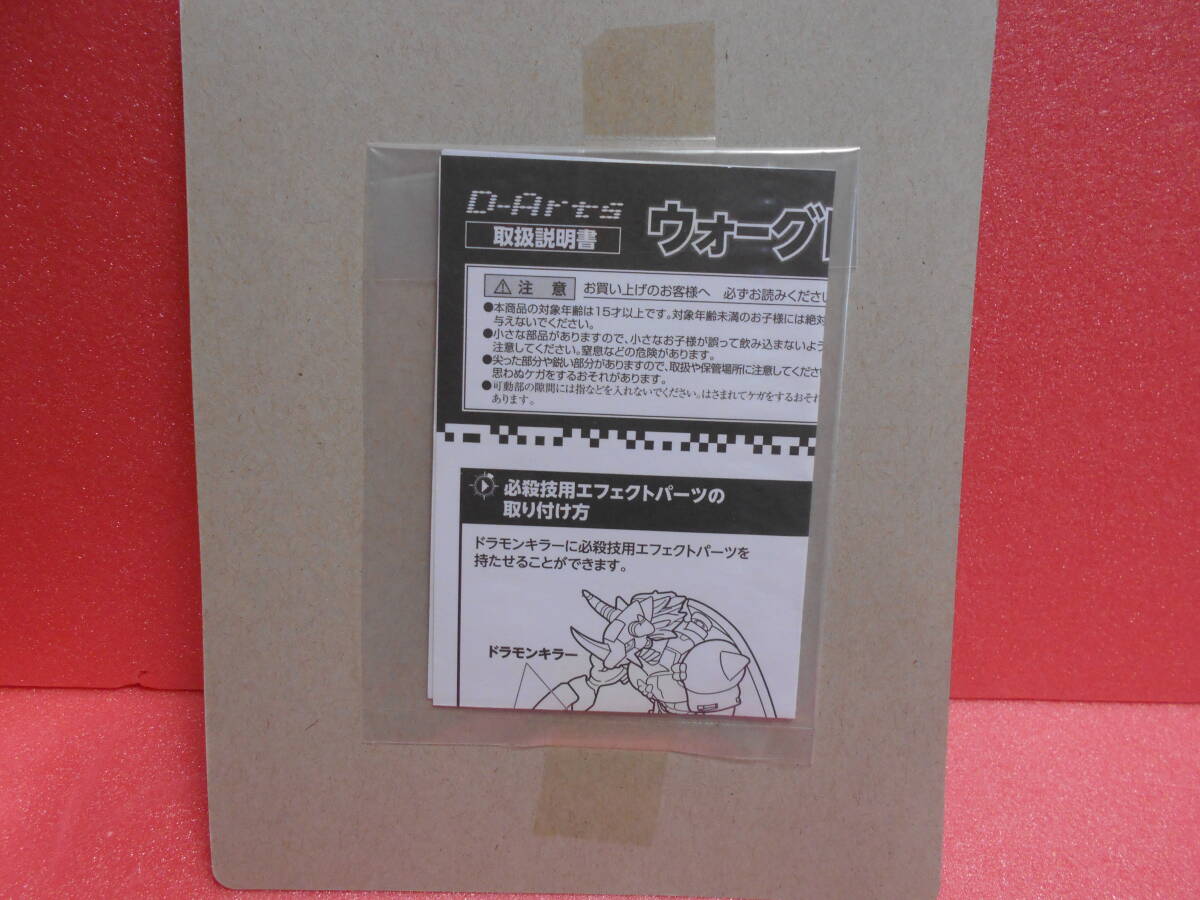 D-Arts
取扱説明書
ウォーグ
注 意 お買い上げのお客様へ 必ずお読みください
●本商品の対象年齢は15才以上です。対象年齢未満のお子様には絶対
与えないでください。
●小さな部品がありますので、小さなお子様が誤って飲み込まないよう
注意してください。窒息などの危険があります。
●尖った部分や鋭い部分がありますので、取扱や保管場所に注意してくださ
思わぬケガをするおそれがあります。
●可動部の隙間には指などを入れないでください。はさまれてケガをするおそれ
あります。
必殺技用エフェクトパーツの
取り付け方
ドラモンキラーに必殺技用エフェクトパーツを
持たせることができます。
ドラモンキラー